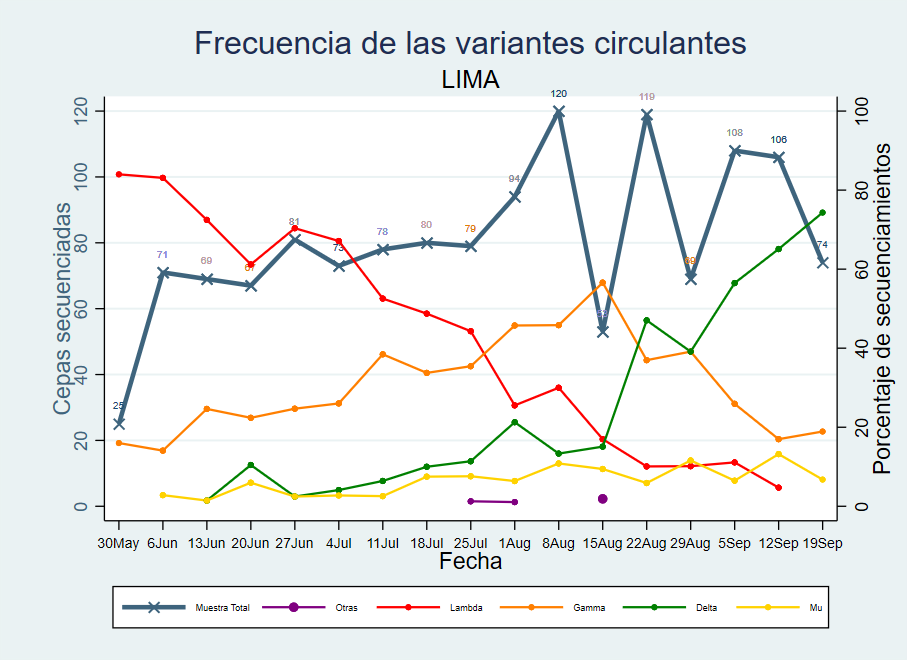 Frecuencia de las variantes circulantes
LIMA
Cepas secuenciadas
Porcentaje de secuenciamientos
120
100
80
60
40
20
0
100
80
60
40
20
0
25 71 69 67 81 73 78 80 79 94 120 53 119 69 108 106 74
30May 6Jun 13Jun 20Jun 27Jun 4Jul 11Jul 18Jul 25Jul 1Aug 8Aug 15Aug 22Aug 29Aug 5Sep 12Sep 19Sep
Fecha
Muestra Total Otras Lambda Gamma Delta Mu